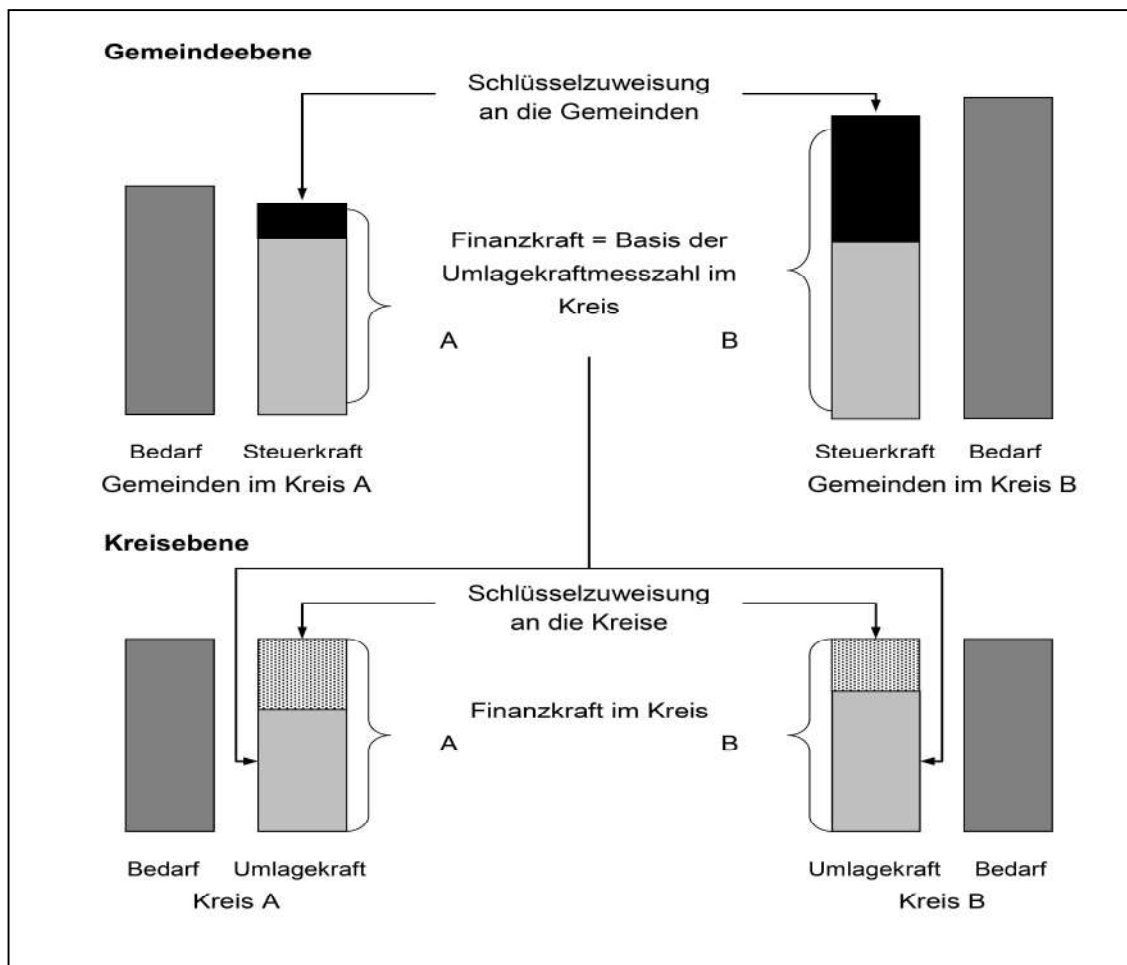 Gemeindeebene
Schlüsselzuweisung
an die Gemeinden
Finanzkraft = Basis der
Umlagekraftmesszahl im
Kreis
A
B
Bedarf
Steuerkraft
Gemeinden im Kreis A
Steuerkraft
Bedarf
Gemeinden im Kreis B
Kreisebene
Schlüsselzuweisung
an die Kreise
Finanzkraft im Kreis
A
B
Bedarf
Umlagekraft
Kreis A
Umlagekraft
Bedarf
Kreis B